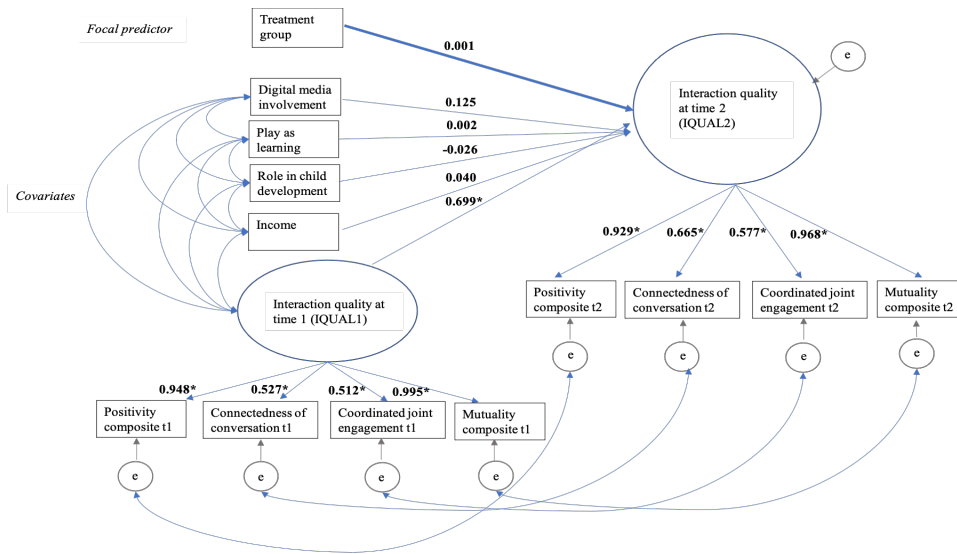 Focal predictor
Treatment
group
0.001
e
Interaction quality
at time 2
(IQUAL2)
Digital media
involvement
0.125
Play as
learning
0.002
-0.026
Role in child
development
Covariates
0.040
Income
0.699*
0.929*
0.665*
0.577*
0.968*
Interaction quality at
time 1 (IQUAL1)
Positivity
composite t2
Connectedness of
conversation t2
Coordinated joint
engagement t2
Mutuality
composite t2
e
e
e
e
0.948*
0.527*
0.512*
0.995*
Positivity
composite t1
Connectedness of
conversation t1
Coordinated joint
engagement t1
Mutuality
composite t1
e
e
e
e